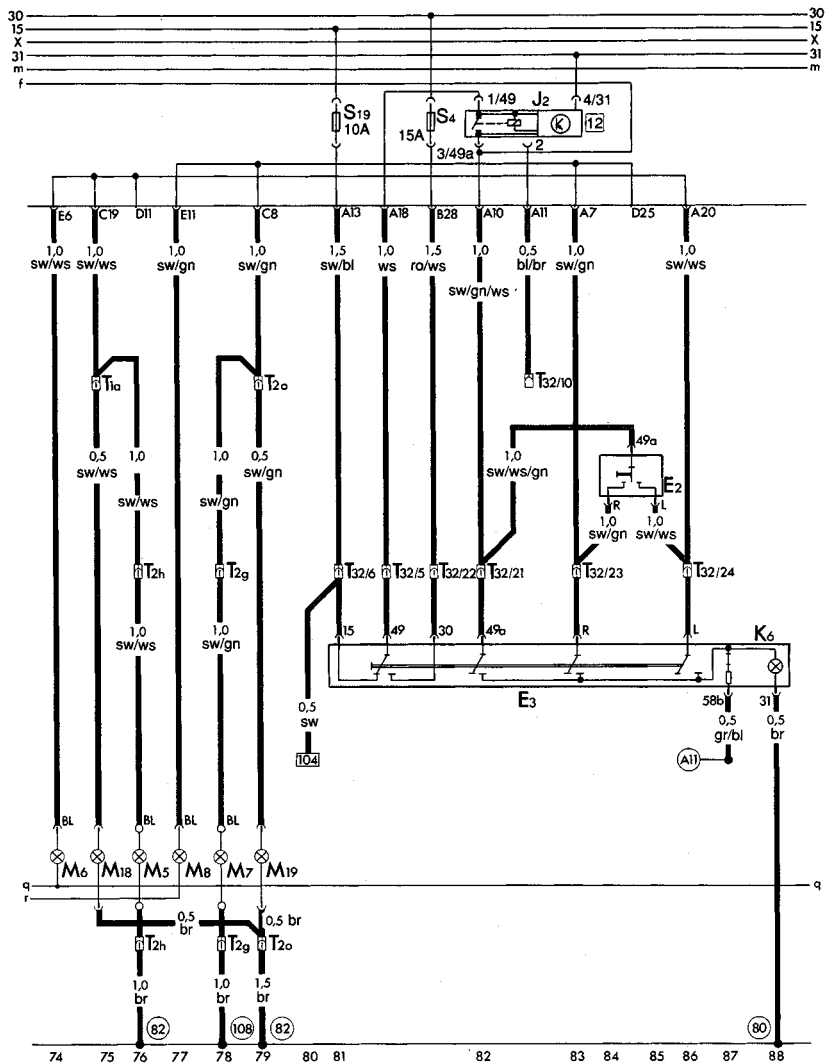 30 30
15 15
X X
31 31
m m
f
1/49 J2 4/31
S19 10A
S4 15A
K 12
3/49a 2
E6 C19 D11 E11 C8 A13 A18 B28 A10 A11 A7 D25 A20
1,0 1,0 1,0 1,0 1,5 1,0 1,5 1,0 0,5 1,0 1,0
sw/ws sw/ws sw/gn sw/gn sw/bl ws ro/ws sw/gn/ws bl/br sw/gn sw/ws
T1a T2o T32/10
49a
0,5 1,0 1,0 0,5 1,0
sw/ws sw/gn sw/ws/gn
sw/ws sw/gn
E2
R L
1,0 1,0
sw/gn sw/ws
T2h T2g T32/6 T32/5 T32/22 T32/21 T32/23 T32/24
1,0 1,0
sw/ws sw/gn
15 49 30 49a R L K6
E3
58b 31
0,5 0,5 0,5
sw gr/bl br
104 A11
BL BL BL BL
M6 M18 M5 M8 M7 M19
q q
r
0,5 br 0,5 br
T2h T2g T2o
1,0 1,0 1,5
br br br
82 108 82 80
74 75 76 77 78 79 80 81 82 83 84 85 86 87 88